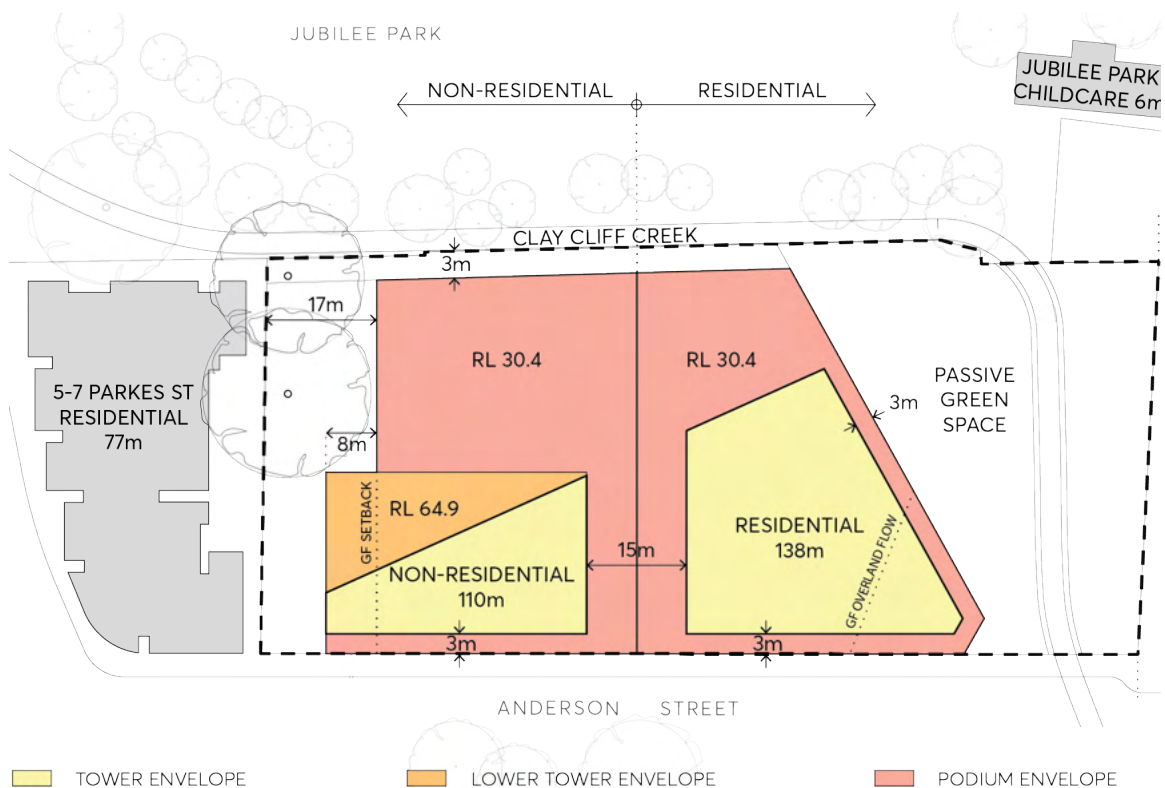 JUBILEE PARK
NON-RESIDENTIAL
RESIDENTIAL
JUBILEE PARK
CHILDCARE 6m
CLAY CLIFF CREEK
3m
17m
RL 30.4
RL 30.4
5-7 PARKES ST
RESIDENTIAL
77m
PASSIVE
GREEN
SPACE
3m
8m
GF SETBACK
RL 64.9
RESIDENTIAL
138m
GF OVERLAND FLOW
15m
NON-RESIDENTIAL
110m
3m
3m
ANDERSON STREET
TOWER ENVELOPE
LOWER TOWER ENVELOPE
PODIUM ENVELOPE